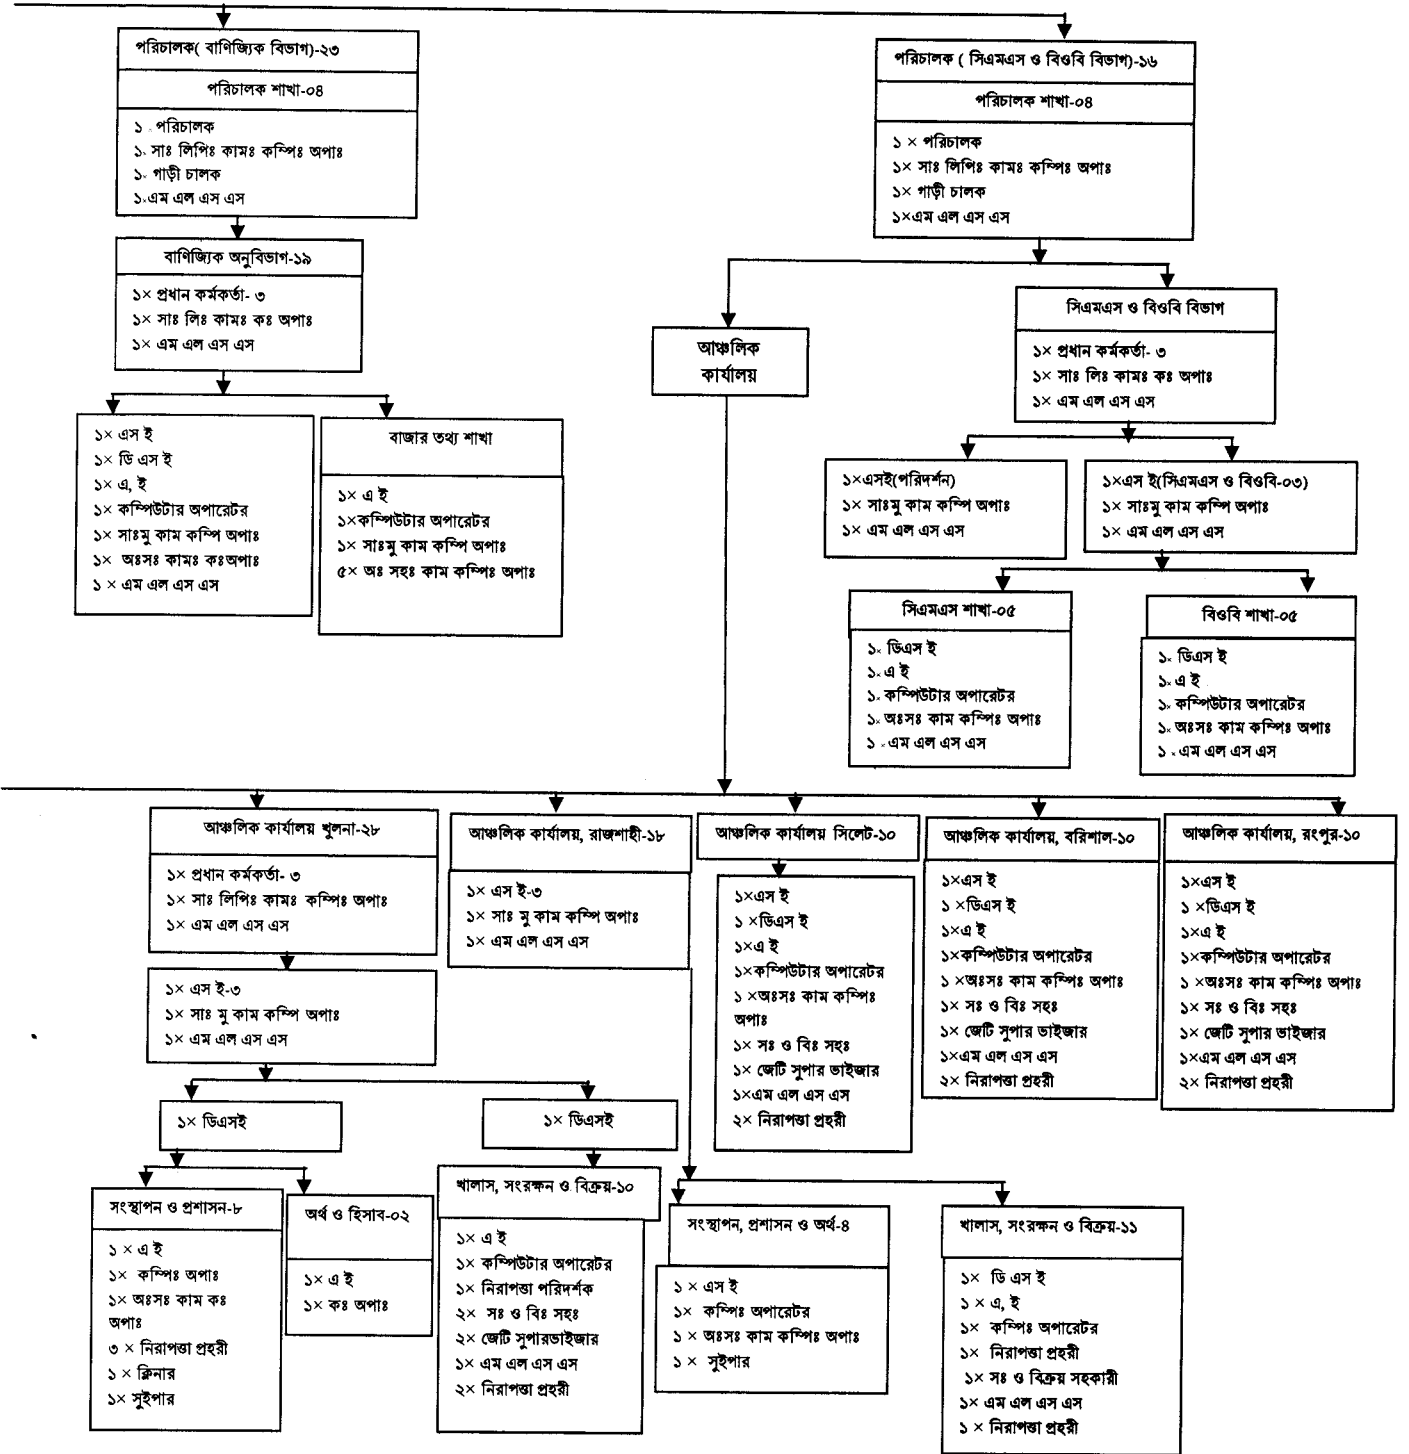 পরিচালক( বাণিজ্যিক বিভাগ)-২৩
পরিচালক শাখা-০৪
১ × পরিচালক
১× সাঃ লিপিঃ কামঃ কম্পিঃ অপাঃ
১× গাড়ী চালক
১×এম এল এস এস
বাণিজ্যিক অনুবিভাগ-১৯
১× প্রধান কর্মকর্তা- ৩
১× সাঃ লিঃ কামঃ কঃ অপাঃ
১× এম এল এস এস
১× এস ই
১× ডি এস ই
১× এ, ই
১× কম্পিউটার অপারেটর
১× সাঃমু কাম কম্পি অপাঃ
১× অঃসঃ কামঃ কঃঅপাঃ
১ × এম এল এস এস
বাজার তথ্য শাখা
১× এ ই
১×কম্পিউটার অপারেটর
১× সাঃমু কাম কম্পি অপাঃ
৫× অঃ সহঃ কাম কম্পিঃ অপাঃ
পরিচালক ( সিএমএস ও বিওবি বিভাগ)-১৬
পরিচালক শাখা-০৪
১ × পরিচালক
১× সাঃ লিপিঃ কামঃ কম্পিঃ অপাঃ
১× গাড়ী চালক
১×এম এল এস এস
আঞ্চলিক
কার্যালয়
সিএমএস ও বিওবি বিভাগ
১× প্রধান কর্মকর্তা- ৩
১× সাঃ লিঃ কামঃ কঃ অপাঃ
১× এম এল এস এস
১×এসই(পরিদর্শন)
১× সাঃমু কাম কম্পি অপাঃ
১× এম এল এস এস
১×এস ই(সিএমএস ও বিওবি-০৩)
১× সাঃমু কাম কম্পি অপাঃ
১× এম এল এস এস
সিএমএস শাখা-০৫
১× ডিএস ই
১×এ ই
১× কম্পিউটার অপারেটর
১× অঃসঃ কাম কম্পিঃ অপাঃ
১ ×এম এল এস এস
বিওবি শাখা-০৫
১× ডিএস ই
১×এ ই
১× কম্পিউটার অপারেটর
১× অঃসঃ কাম কম্পিঃ অপাঃ
১ ×এম এল এস এস
আঞ্চলিক কার্যালয় খুলনা-২৮
১× প্রধান কর্মকর্তা- ৩
১× সাঃ লিপিঃ কামঃ কম্পিঃ অপাঃ
১× এম এল এস এস
১× এস ই-৩
১× সাঃ মু কাম কম্পি অপাঃ
১× এম এল এস এস
১× ডিএসই
১× ডিএসই
সংস্থাপন ও প্রশাসন-৮
১ × এ ই
১× কম্পিঃ অপাঃ
১× অঃসঃ কাম কঃ
অপাঃ
৩ × নিরাপত্তা প্রহরী
১ × ক্লিনার
১× সুইপার
অর্থ ও হিসাব-০২
১× এ ই
১× কঃ অপাঃ
খালাস, সংরক্ষন ও বিক্রয়-১০
১× এ ই
১× কম্পিউটার অপারেটর
১× নিরাপত্তা পরিদর্শক
২× সঃ ও বিঃ সহঃ
২× জেটি সুপারভাইজার
১× এম এল এস এস
২× নিরাপত্তা প্রহরী
আঞ্চলিক কার্যালয়, রাজশাহী-১৮
১× এস ই-৩
১× সাঃ মু কাম কম্পি অপাঃ
১× এম এল এস এস
সংস্থাপন, প্রশাসন ও অর্থ-৪
১ × এস ই
১× কম্পিঃ অপারেটর
১ × অঃসঃ কাম কম্পিঃ অপাঃ
১ × সুইপার
খালাস, সংরক্ষন ও বিক্রয়-১১
১× ডি এস ই
১ × এ, ই
১× কম্পিঃ অপারেটর
১× নিরাপত্তা প্রহরী
১× সঃ ও বিক্রয় সহকারী
১× এম এল এস এস
১ × নিরাপত্তা প্রহরী
আঞ্চলিক কার্যালয় সিলেট-১০
১×এস ই
১ ×ডিএস ই
১×এ ই
১×কম্পিউটার অপারেটর
১ ×অঃসঃ কাম কম্পিঃ
অপাঃ
১× সঃ ও বিঃ সহঃ
১× জেটি সুপার ভাইজার
১×এম এল এস এস
২× নিরাপত্তা প্রহরী
আঞ্চলিক কার্যালয়, বরিশাল-১০
১×এস ই
১ ×ডিএস ই
১×এ ই
১×কম্পিউটার অপারেটর
১ ×অঃসঃ কাম কম্পিঃ অপাঃ
১× সঃ ও বিঃ সহঃ
১× জেটি সুপার ভাইজার
১×এম এল এস এস
২× নিরাপত্তা প্রহরী
আঞ্চলিক কার্যালয়, রংপুর-১০
১×এস ই
১ ×ডিএস ই
১×এ ই
১×কম্পিউটার অপারেটর
১ ×অঃসঃ কাম কম্পিঃ অপাঃ
১× সঃ ও বিঃ সহঃ
১× জেটি সুপার ভাইজার
১×এম এল এস এস
২× নিরাপত্তা প্রহরী